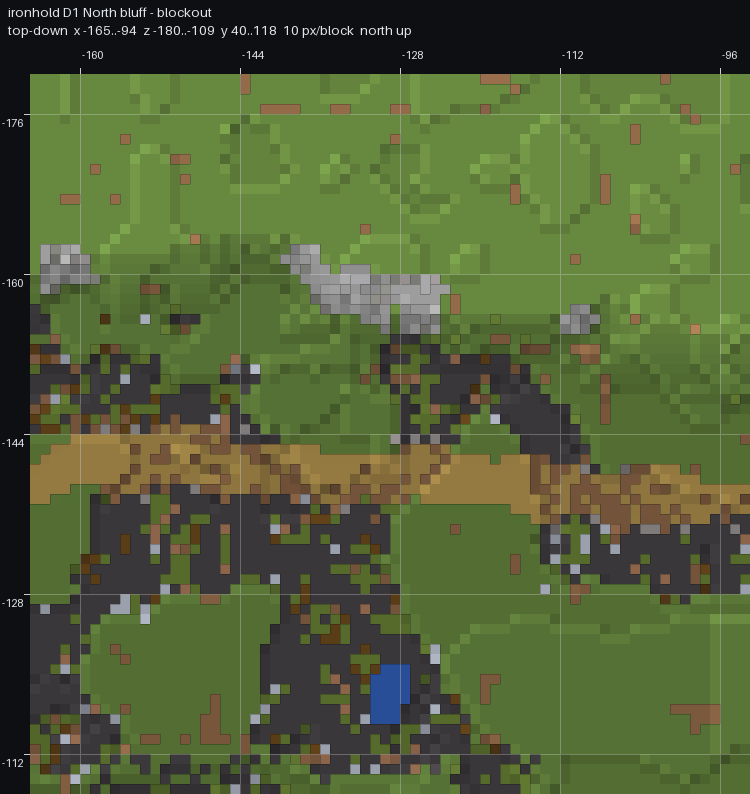 ironhold D1 North bluff - blockout
top-down  x -165..-94  z -180..-109  y 40..118  10 px/block  north up
-160 -144 -128 -112 -96
-176
-160
-144
-128
-112